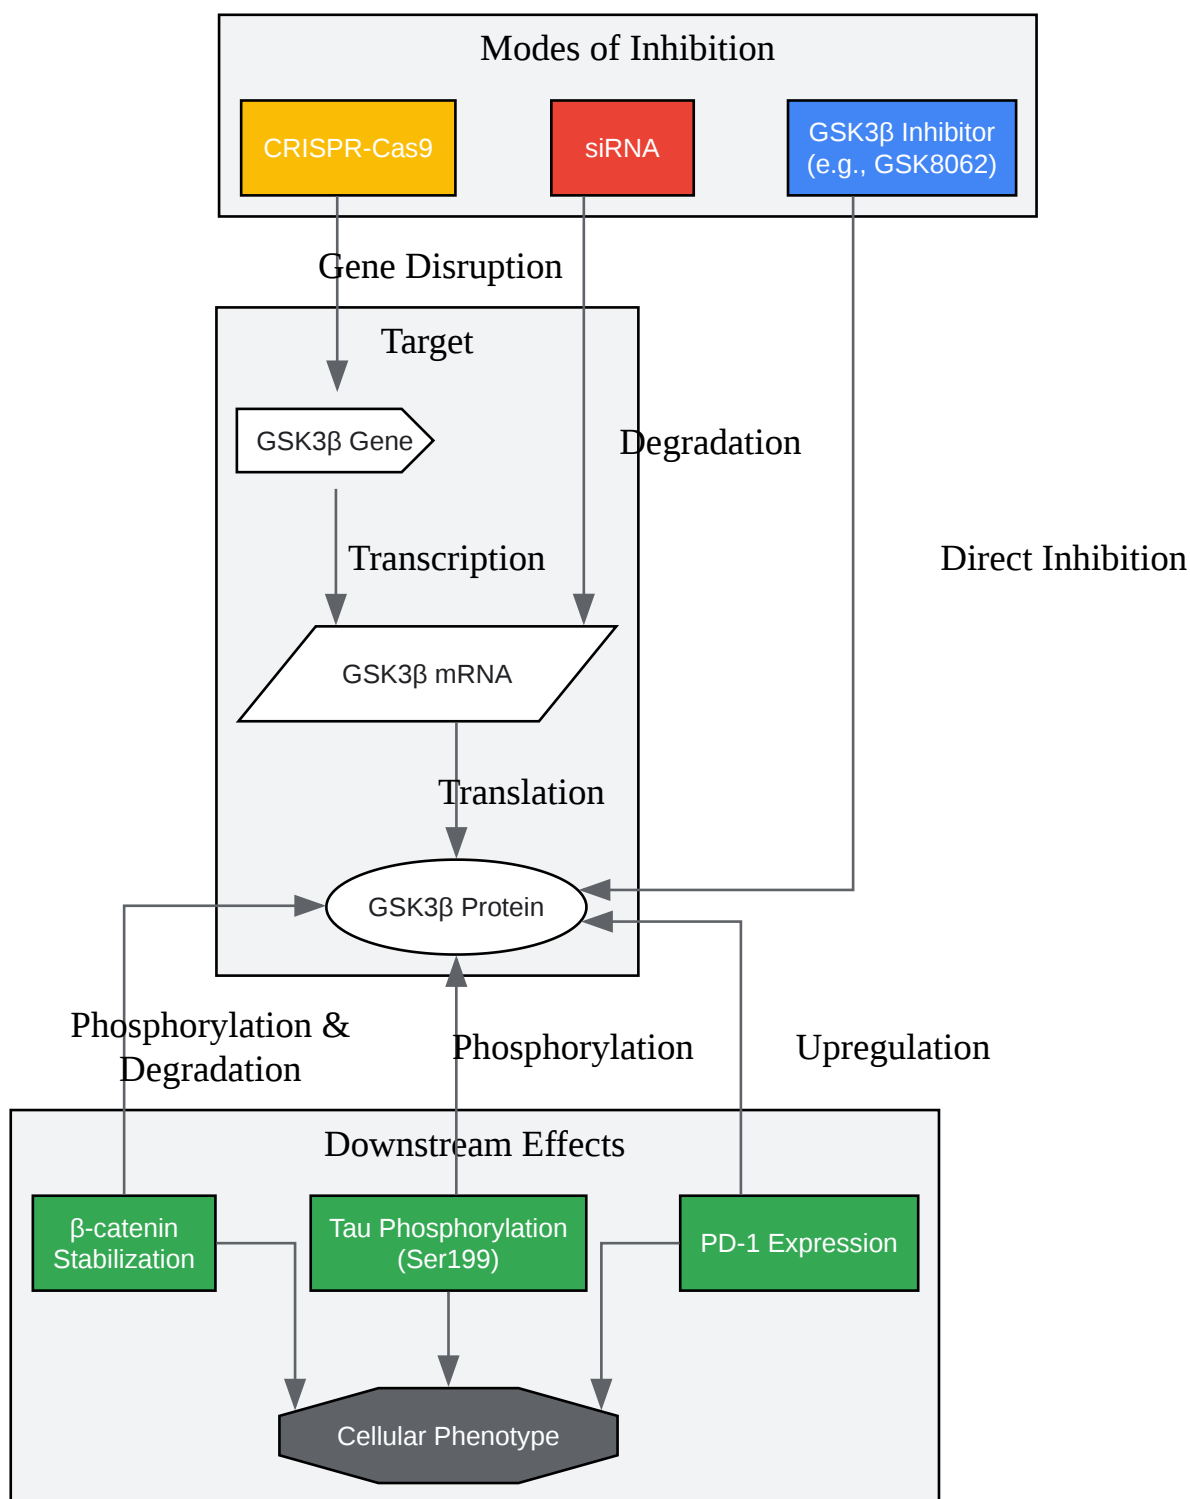 Modes of Inhibition
CRISPR-Cas9
siRNA
GSK3β Inhibitor
(e.g., GSK8062)
Gene Disruption
Target
GSK3β Gene
Degradation
Transcription
Direct Inhibition
GSK3β mRNA
Translation
GSK3β Protein
Phosphorylation &
Degradation
Phosphorylation
Upregulation
Downstream Effects
β-catenin
Stabilization
Tau Phosphorylation
(Ser199)
PD-1 Expression
Cellular Phenotype